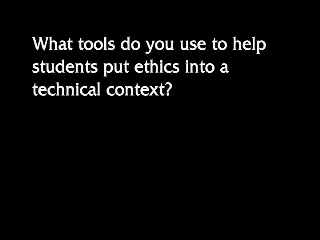 What tools do you use to help
students put ethics into a
technical context?